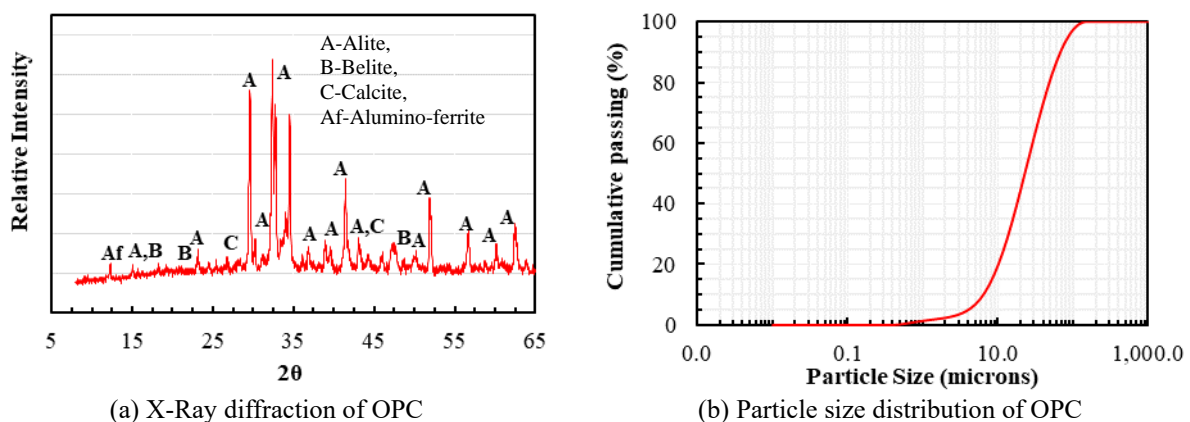 Relative Intensity
A-Alite,
B-Belite,
C-Calcite,
Af-Alumino-ferrite
A
A
Af
A,B
B
A
C
A
A
A
A
A,C
B
A
A
A
A
A
5
15
25
35
45
55
65
2θ
(a) X-Ray diffraction of OPC
Cumulative passing (%)
100
80
60
40
20
0
0.0
0.1
10.0
1,000.0
Particle Size (microns)
(b) Particle size distribution of OPC